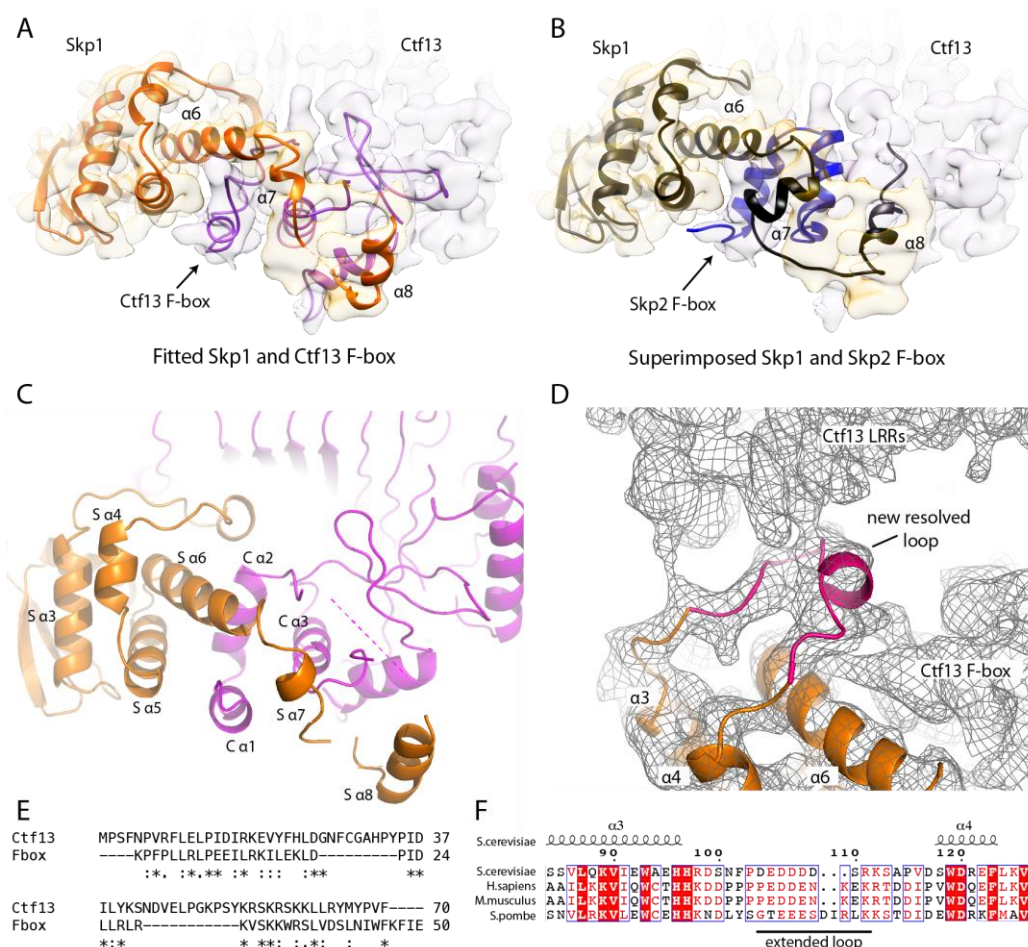 A
Skp1
Ctf13
α6
α7
α8
Ctf13 F-box
Fitted Skp1 and Ctf13 F-box
B
Skp1
Ctf13
α6
α7
α8
Skp2 F-box
Superimposed Skp1 and Skp2 F-box
C
S α4
S α6
C α2
S α3
C α3
S α5
S α7
C α1
S α8
D
Ctf13 LRRs
new resolved
loop
Ctf13 F-box
α3
α4
α6
E
Ctf13 MPSFNPVRFLELPIDIRKEVYFHLDGNFCGAHPYPID 37
Fbox ----KPFPLLRLPEEILRKILEKLD---------PID 24
:*. :*.** :* :.: :* **
Ctf13 ILYKSNDVELPGKPSYKRSKRSKKLLRYMYPVF---- 70
Fbox LLRLR---------KVSKKWRSLVDSLNIWFKFIE 50
*:* . **: : :. : *
F
α3 α4
S.cerevisiae
90 100 110 120
S.cerevisiae SSVLQKVIEWAEHHRDSNFPDEDDDD..SRKSAPVDSWDREFLKV
H.sapiens AAILKKVIQWCTHHKDDPPPPEDDEN..KEKRTDDIPVWDQEFLKV
M.musculus AAILKKVIQWCTHHKDDPPPPEDDEN..KEKRTDDIPVWDQEFLKV
S.pombe SNVLRKVLEWCEHHKNDLYSGTEEESDIRLKKSTDIDEWDRKFMAV
extended loop